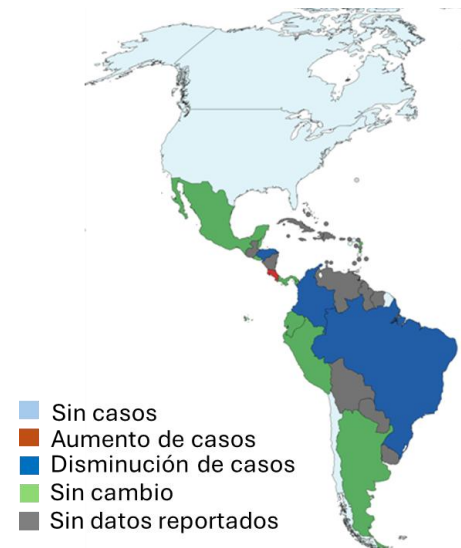 Sin casos
Aumento de casos
Disminución de casos
Sin cambio
Sin datos reportados